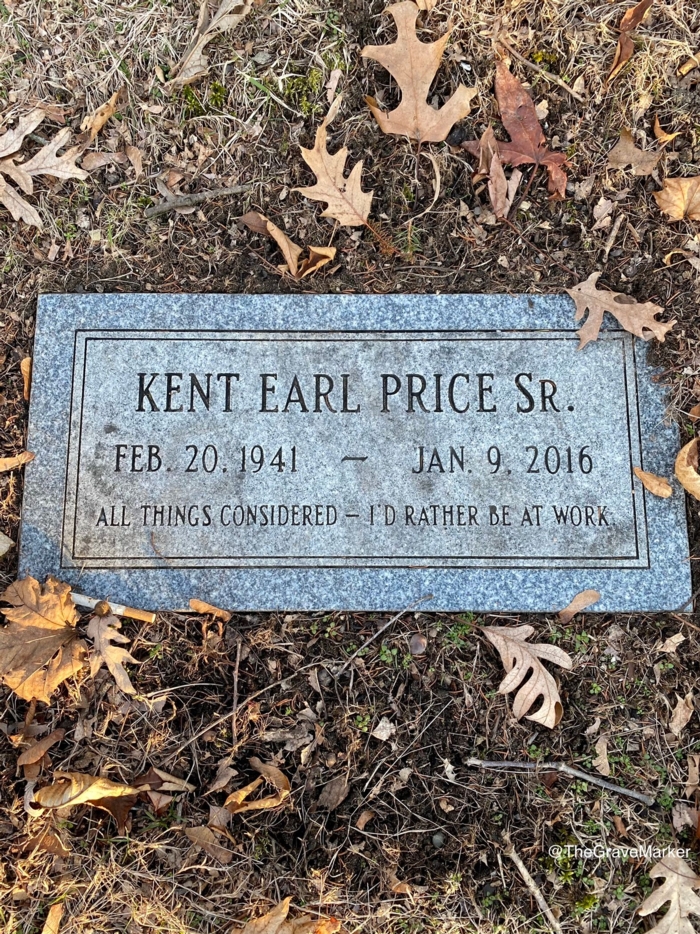 KENT EARL PRICE SR.
FEB. 20, 1941 — JAN. 9, 2016
ALL THINGS CONSIDERED – I'D RATHER BE AT WORK.
@TheGraveMarker